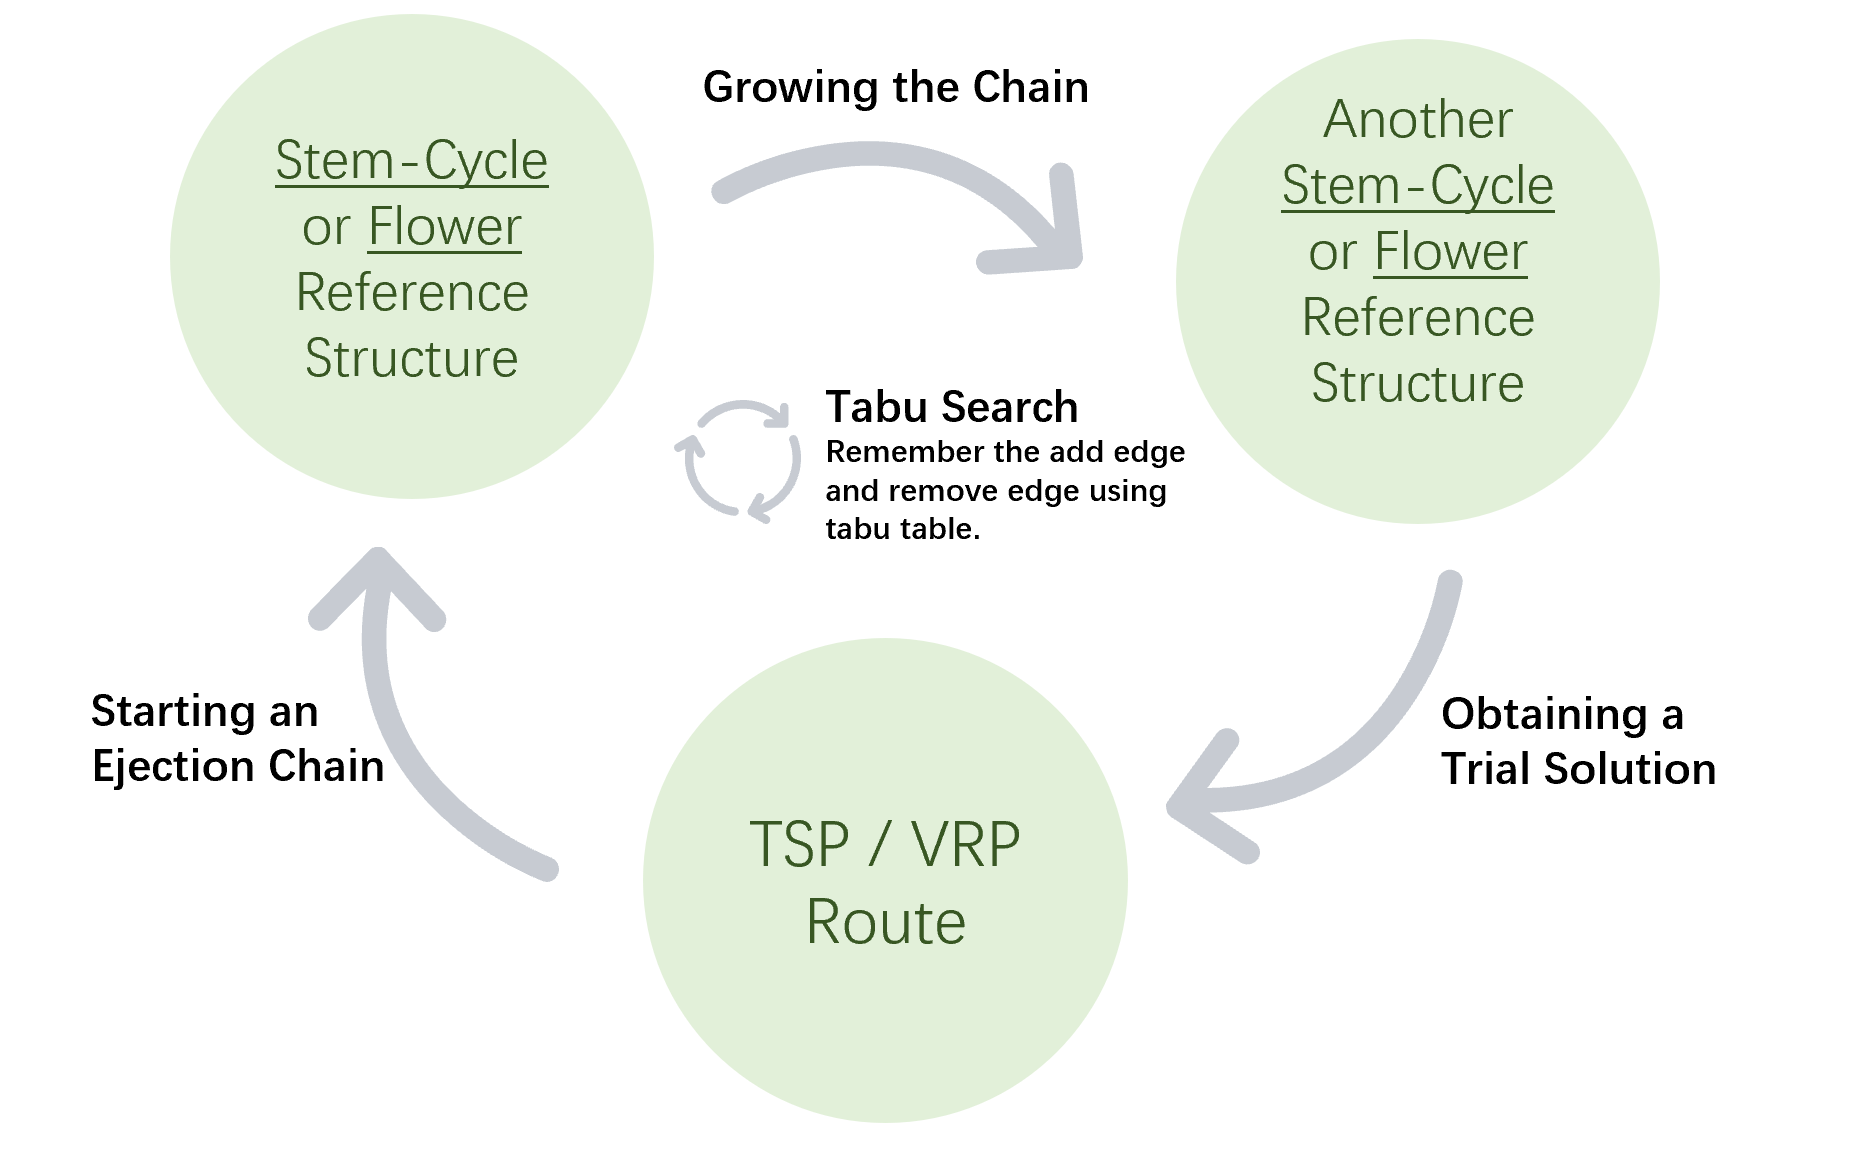 Growing the Chain
Stem-Cycle
or Flower
Reference
Structure
Another
Stem-Cycle
or Flower
Reference
Structure
Tabu Search
Remember the add edge
and remove edge using
tabu table.
Starting an
Ejection Chain
Obtaining a
Trial Solution
TSP / VRP
Route